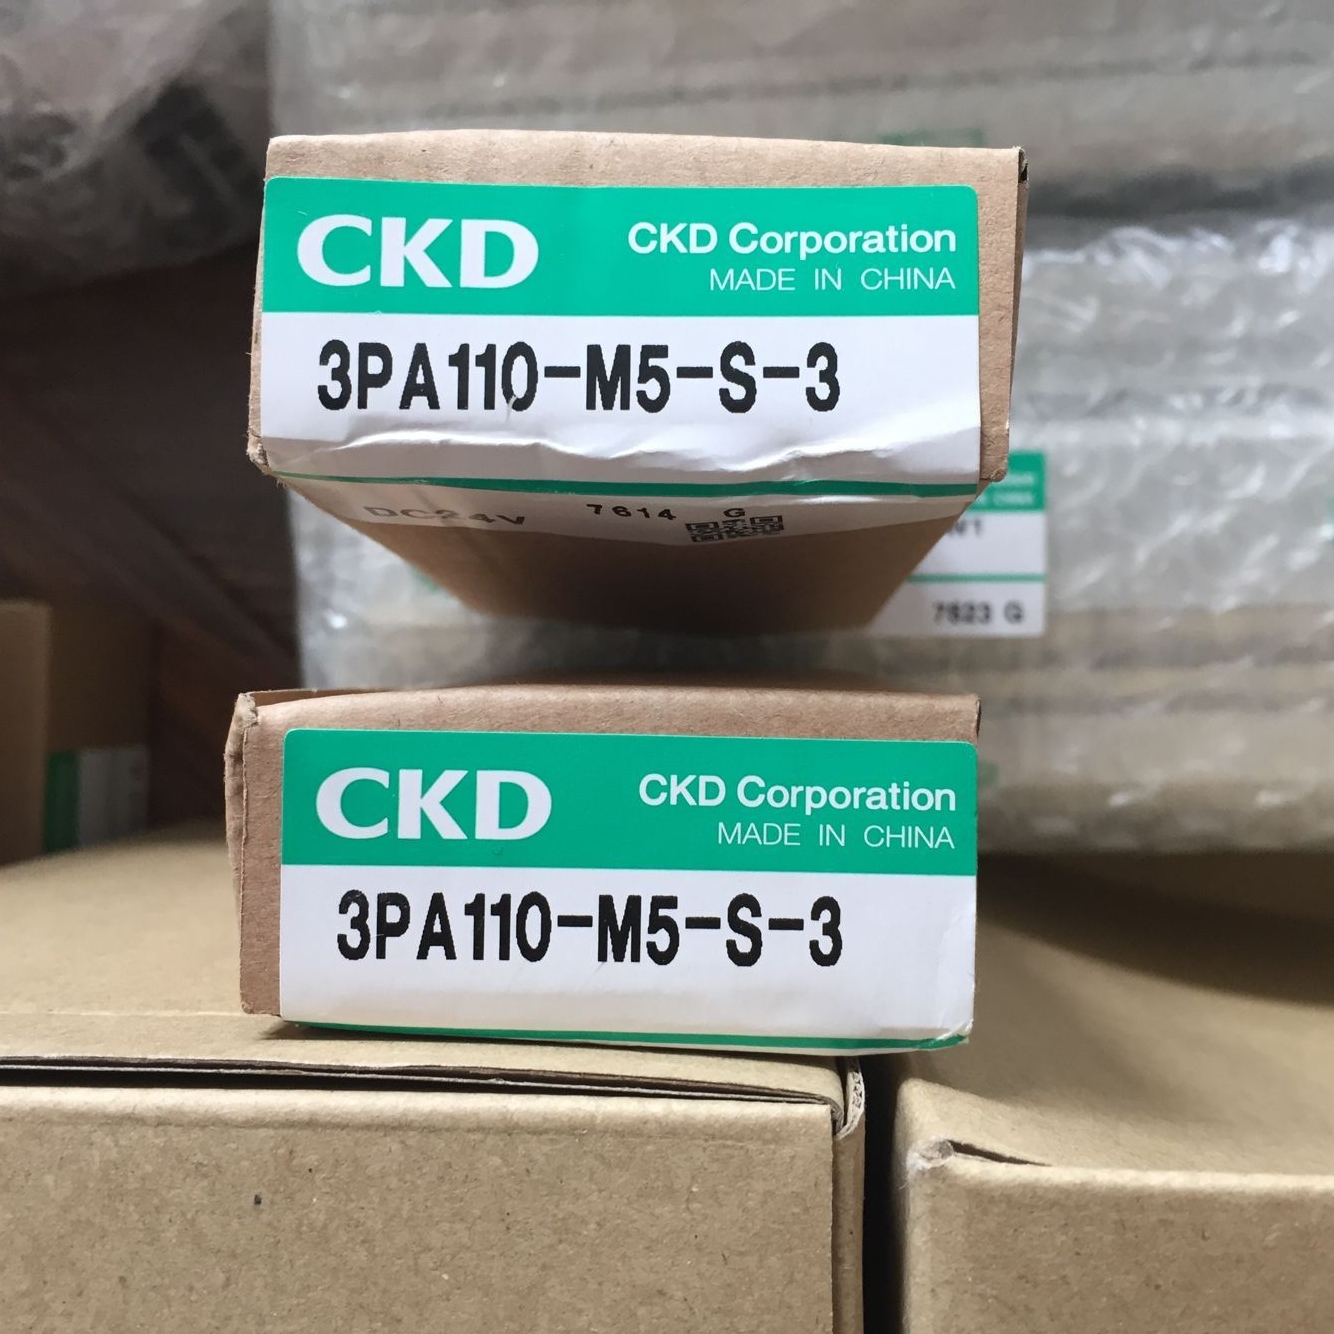 CKD
CKD Corporation
MADE IN CHINA
3PA110-M5-S-3
DC24V 7614 G
7623 G
CKD
CKD Corporation
MADE IN CHINA
3PA110-M5-S-3